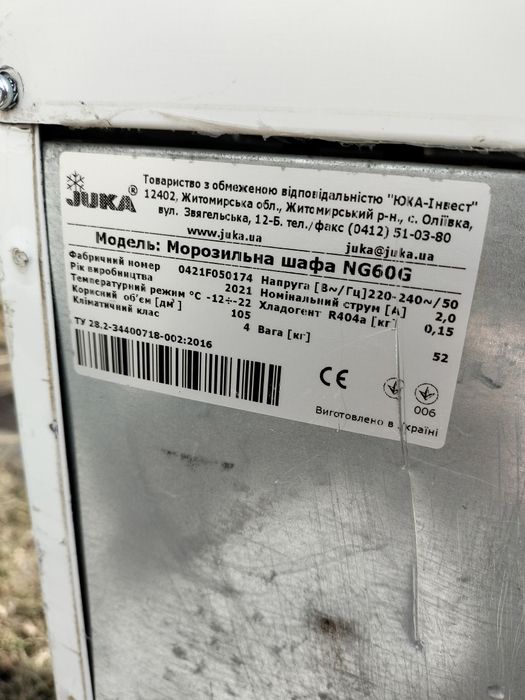 JUKA®
Товариство з обмеженою відповідальністю "ЮКА-Інвест"
12402, Житомирська обл., Житомирський р-н., с. Оліївка,
вул. Звягельська, 12-Б. тел./факс (0412) 51-03-80
www.juka.ua juka@juka.ua
Модель: Морозильна шафа NG60G
Фабричний номер 0421F050174 Напруга [В~/Гц] 220-240~/50
Рік виробництва 2021 Номінальний струм [А] 2,0
Температурний режим °С -12÷-22 Хладогент R404a [кг] 0,15
Корисний об'єм [дм³] 105
Кліматичний клас 4 Вага [кг] 52
ТУ 28.2-34400718-002:2016
CE
006
Виготовлено в Україні